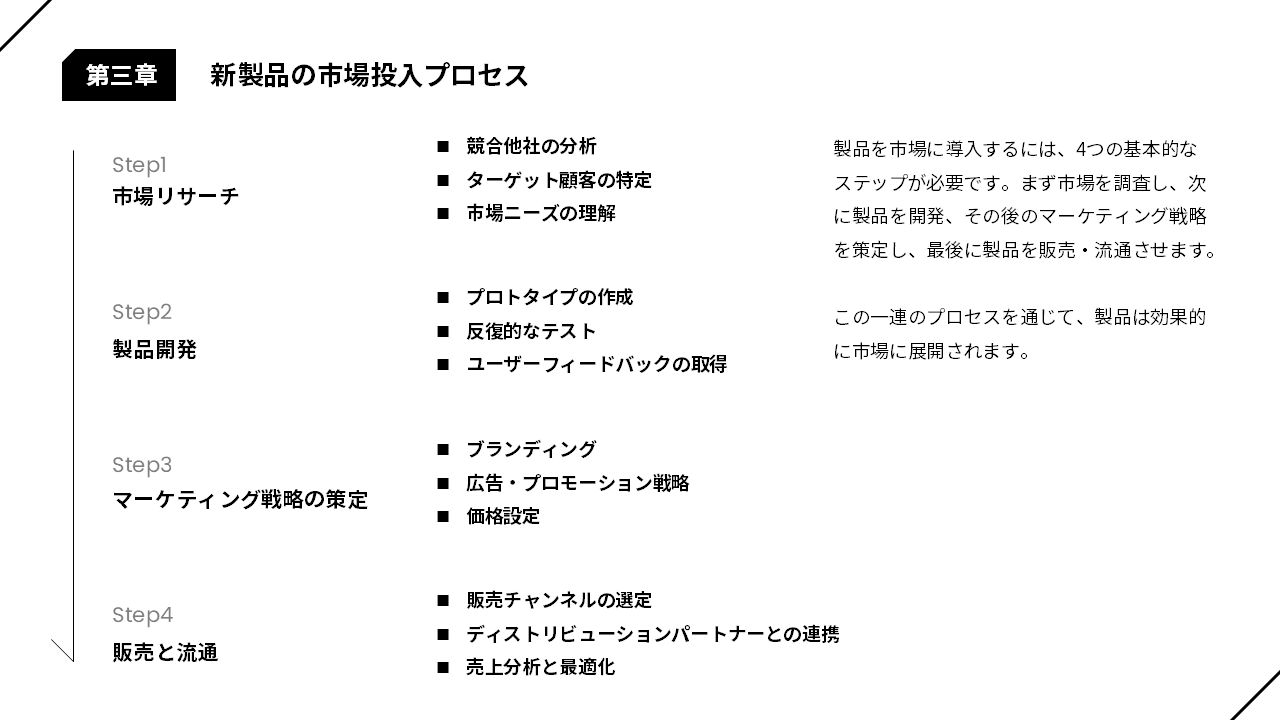 第三章
新製品の市場投入プロセス
Step1
市場リサーチ
■ 競合他社の分析
■ ターゲット顧客の特定
■ 市場ニーズの理解
Step2
製品開発
■ プロトタイプの作成
■ 反復的なテスト
■ ユーザーフィードバックの取得
Step3
マーケティング戦略の策定
■ ブランディング
■ 広告・プロモーション戦略
■ 価格設定
Step4
販売と流通
■ 販売チャンネルの選定
■ ディストリビューションパートナーとの連携
■ 売上分析と最適化
製品を市場に導入するには、4つの基本的な
ステップが必要です。まず市場を調査し、次
に製品を開発、その後のマーケティング戦略
を策定し、最後に製品を販売・流通させます。
この一連のプロセスを通じて、製品は効果的
に市場に展開されます。